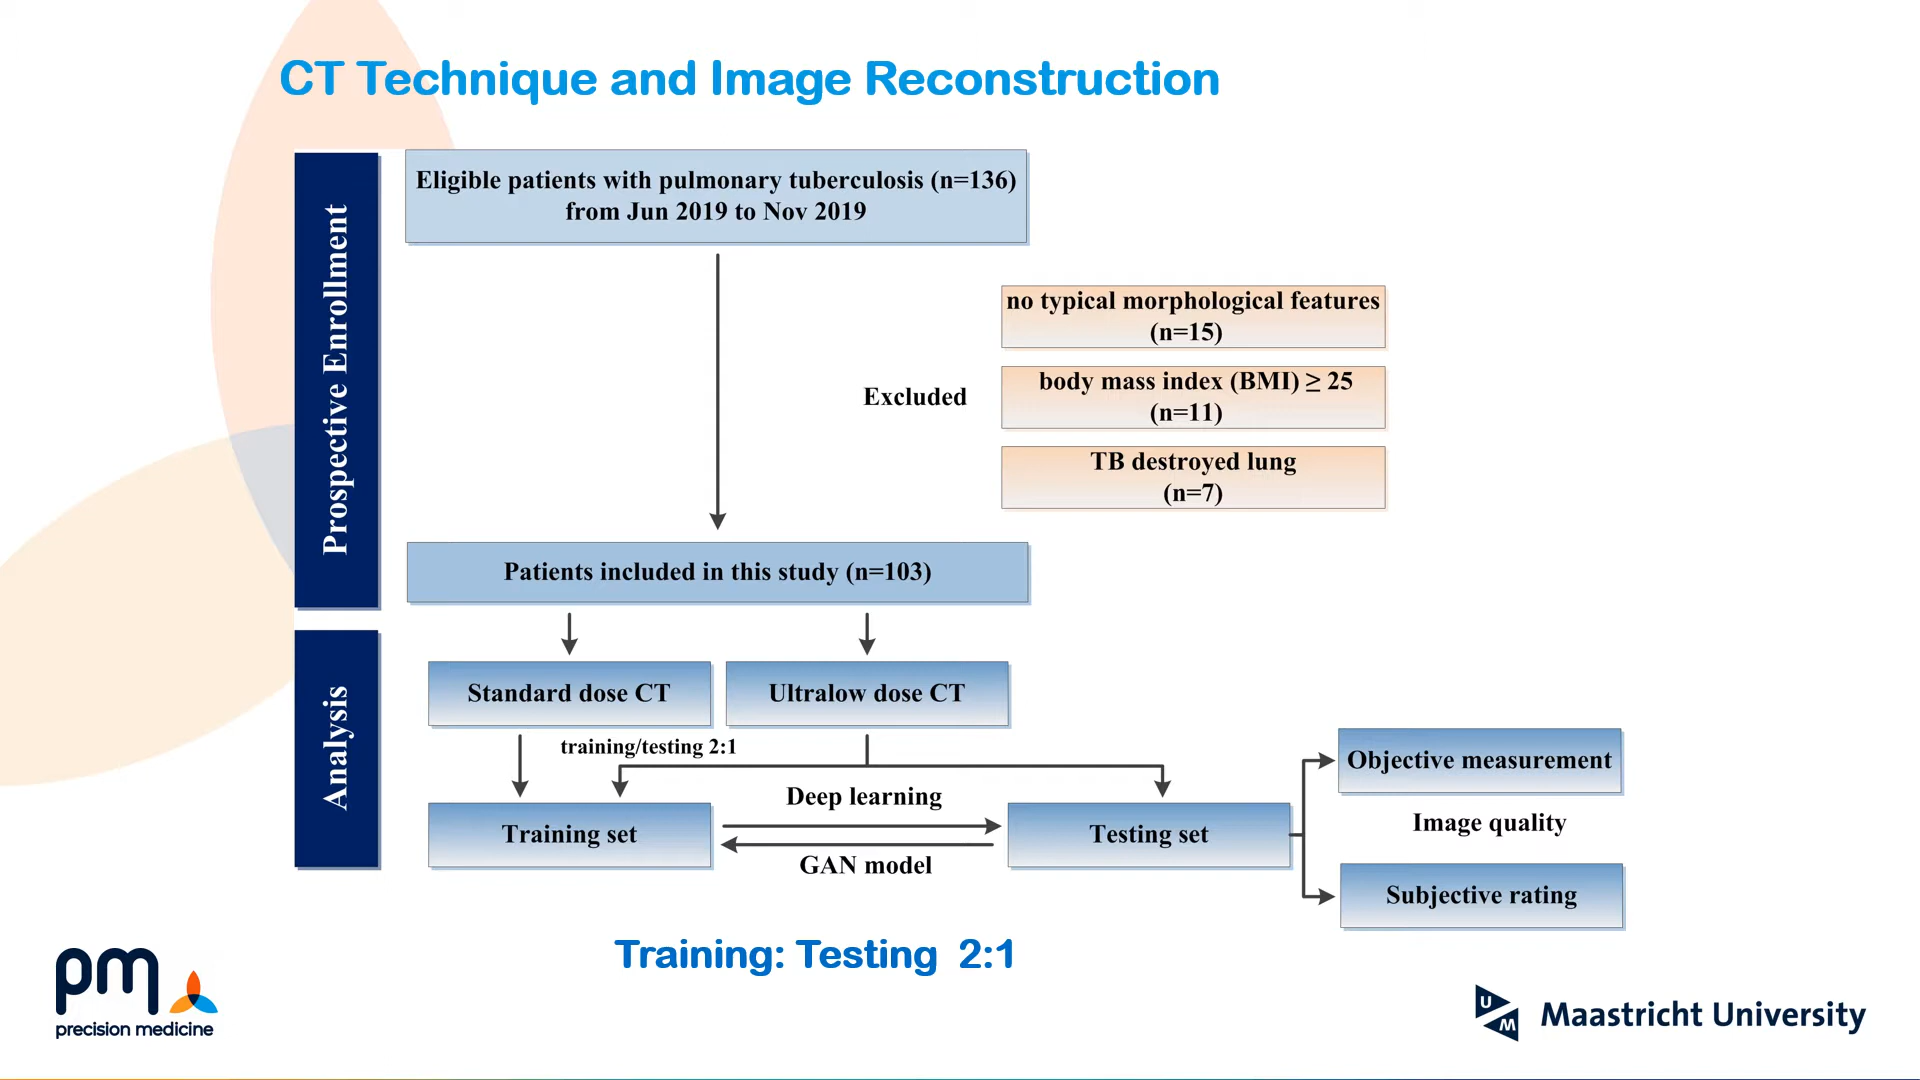 CT Technique and Image Reconstruction
Prospective Enrollment
Eligible patients with pulmonary tuberculosis (n=136)
from Jun 2019 to Nov 2019
Excluded
no typical morphological features
(n=15)
body mass index (BMI) ≥ 25
(n=11)
TB destroyed lung
(n=7)
Patients included in this study (n=103)
Analysis
Standard dose CT
Ultralow dose CT
training/testing 2:1
Training set
Deep learning
GAN model
Testing set
Objective measurement
Image quality
Subjective rating
Training: Testing 2:1
pm
precision medicine
UM
Maastricht University